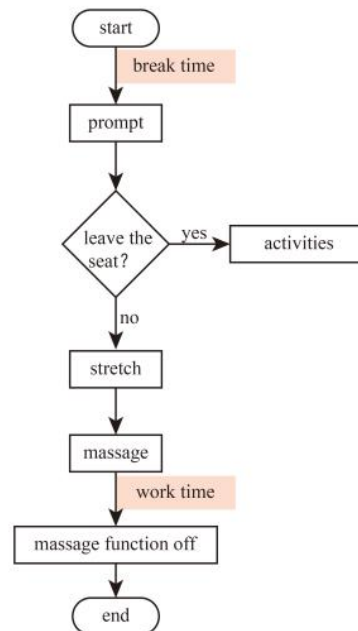 start
break time
prompt
leave the
seat?
yes
activities
no
stretch
massage
work time
massage function off
end